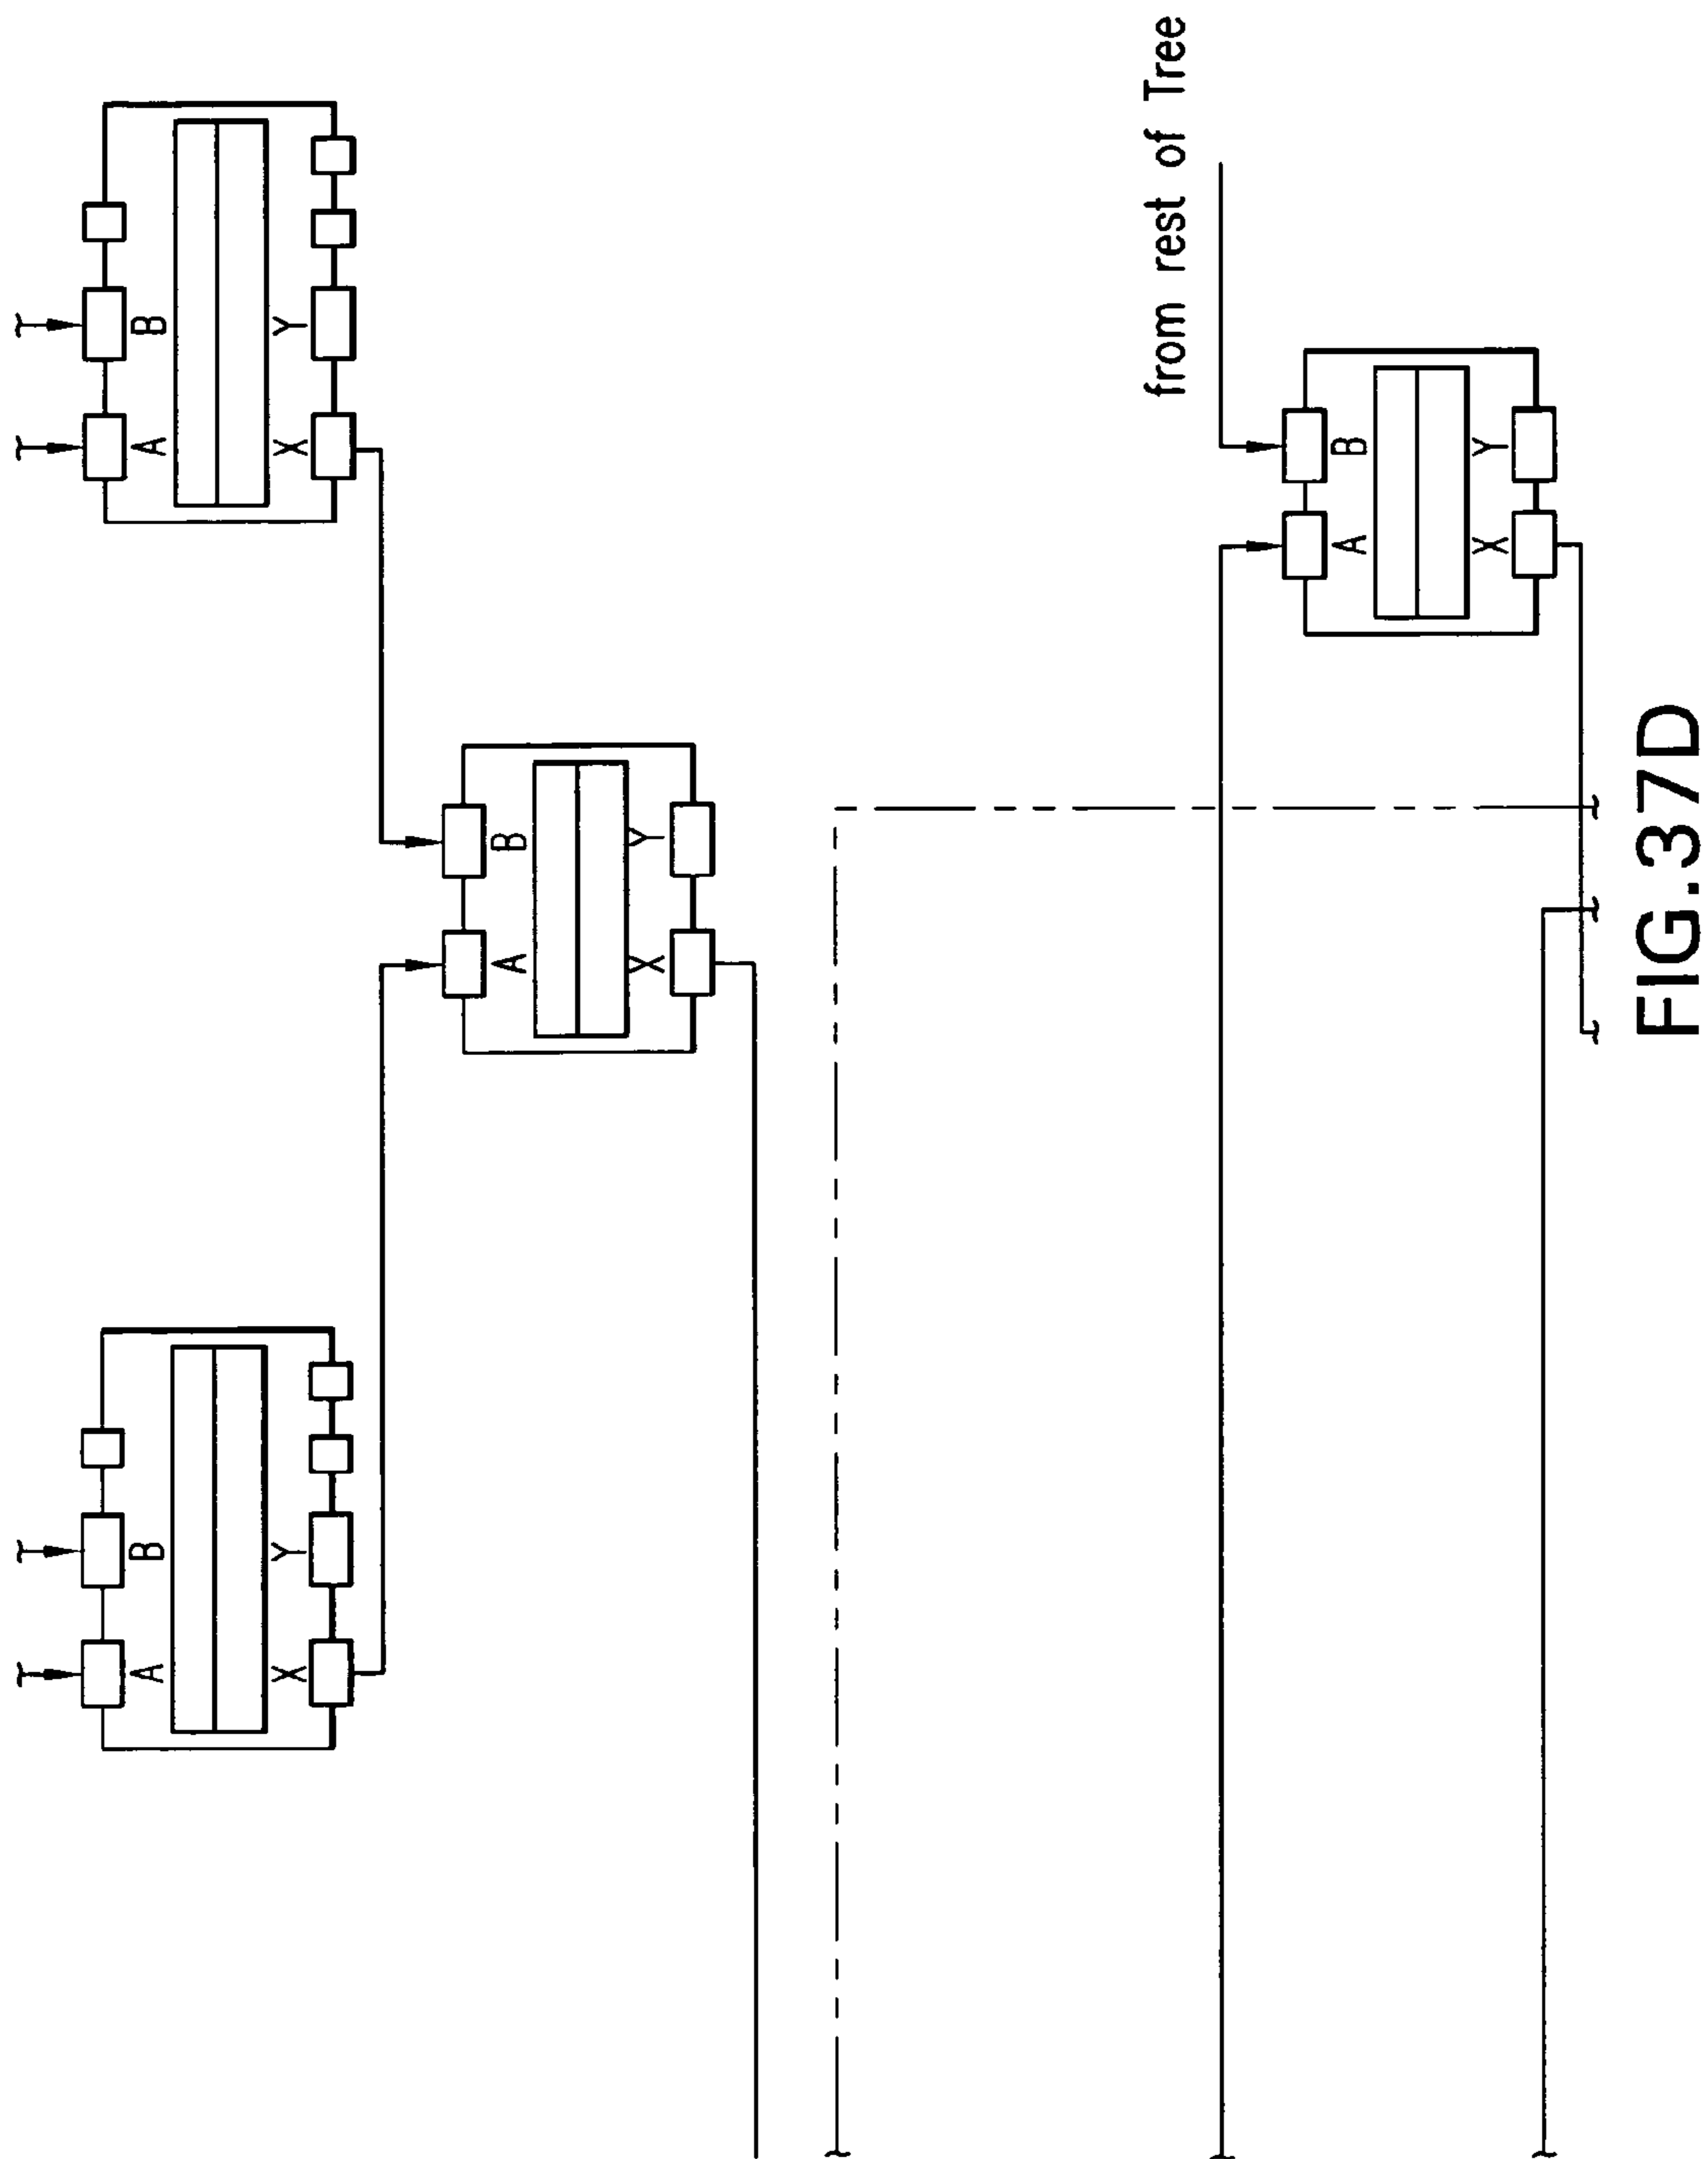 A B A B
X Y X Y
A B
X Y
from rest of Tree
A B
X Y
FIG.37D